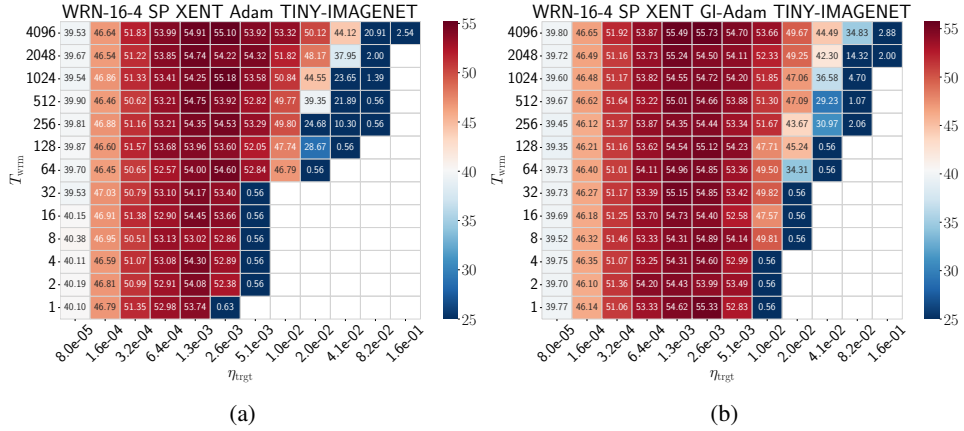 WRN-16-4 SP XENT Adam TINY-IMAGENET
4096 39.53 46.64 51.83 53.99 54.91 55.10 53.92 53.32 50.12 44.12 20.91 2.54
2048 39.67 46.54 51.22 53.85 54.74 54.22 54.32 51.82 48.17 37.95 2.00
1024 39.54 46.86 51.33 53.41 54.25 55.18 53.58 50.84 44.55 23.65 1.39
512 39.90 46.46 50.62 53.21 54.75 53.92 52.82 49.77 39.35 21.89 0.56
256 39.81 46.88 51.16 53.38 54.35 54.53 53.29 49.80 24.68 10.30 0.56
128 39.87 46.60 51.57 53.68 53.96 53.60 52.05 47.74 28.67 0.56
64 39.70 46.45 50.65 52.57 54.00 54.60 52.84 46.79 0.56
32 39.53 47.03 50.79 53.10 54.17 53.40 0.56
16 40.15 46.91 51.38 52.90 54.45 53.66 0.56
8 40.38 46.95 50.51 53.13 53.02 52.86 0.56
4 40.11 46.59 51.07 53.08 54.30 52.89 0.56
2 40.19 46.81 50.99 52.91 54.08 52.38 0.56
1 40.10 46.79 51.35 52.98 53.74 0.63
T_wrm
8.0e-05 1.6e-04 3.2e-04 6.4e-04 1.3e-03 2.6e-03 5.1e-03 1.0e-02 2.0e-02 4.1e-02 8.2e-02 1.6e-01
η_trgt
55
50
45
40
35
30
25
(a)
WRN-16-4 SP XENT GI-Adam TINY-IMAGENET
4096 39.80 46.65 51.92 53.87 55.49 55.73 54.70 53.66 49.67 44.49 34.83 2.88
2048 39.72 46.49 51.67 53.57 55.03 55.11 54.10 52.33 49.25 42.30 14.32 2.00
1024 39.60 46.48 51.17 53.82 53.58 54.72 54.20 51.85 47.06 36.58 4.70
512 39.67 46.12 51.64 53.22 55.01 54.66 53.88 51.30 47.09 29.23 1.07
256 39.45 46.12 51.37 53.87 54.35 55.44 53.34 51.67 43.67 30.97 2.06
128 39.35 46.21 51.16 53.62 54.54 55.12 54.23 47.71 45.24 0.56
64 39.74 46.40 51.01 54.11 54.96 55.84 53.36 49.50 34.31 0.56
32 39.73 46.27 51.17 53.39 55.15 54.85 53.42 49.82 0.56
16 39.69 46.18 51.25 53.70 54.73 55.45 52.58 47.57 0.56
8 39.52 46.32 51.46 53.33 54.31 54.89 54.14 49.81 0.56
4 39.73 46.35 51.03 53.25 54.31 54.60 52.99 0.56
2 39.70 46.10 51.36 54.20 54.43 54.99 53.49 0.56
1 39.77 46.14 51.06 53.33 54.62 55.33 52.83 0.56
T_wrm
8.0e-05 1.6e-04 3.2e-04 6.4e-04 1.3e-03 2.6e-03 5.1e-03 1.0e-02 2.0e-02 4.1e-02 8.2e-02 1.6e-01
η_trgt
55
50
45
40
35
30
25
(b)